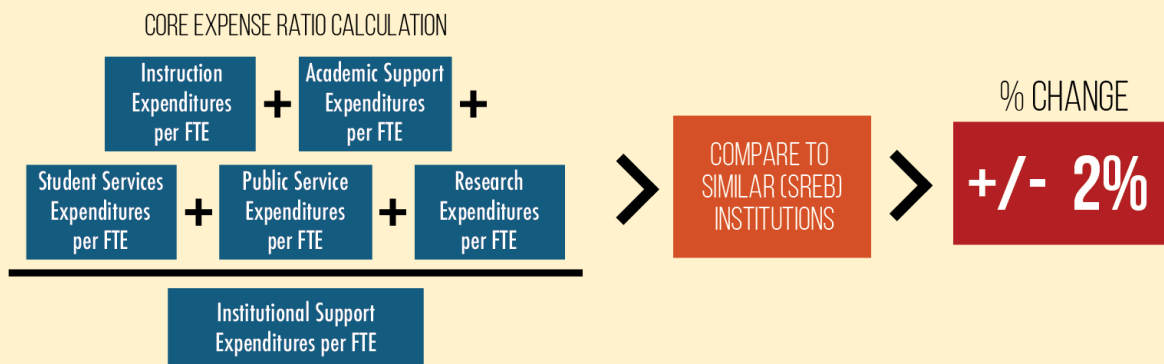 CORE EXPENSE RATIO CALCULATION
Instruction
Expenditures
per FTE
+
Academic Support
Expenditures
per FTE
+
Student Services
Expenditures
per FTE
+
Public Service
Expenditures
per FTE
+
Research
Expenditures
per FTE
Institutional Support
Expenditures per FTE
>
COMPARE TO
SIMILAR (SREB)
INSTITUTIONS
>
% CHANGE
+/- 2%